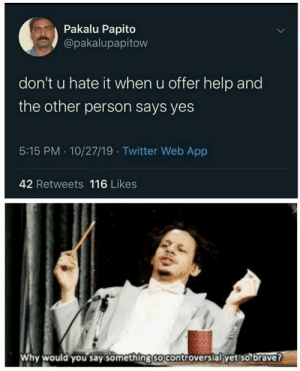 Pakalu Papito
@pakalupapitow
don't u hate it when u offer help and
the other person says yes
5:15 PM · 10/27/19 · Twitter Web App
42 Retweets 116 Likes
Why would you say something so controversial yet so brave?